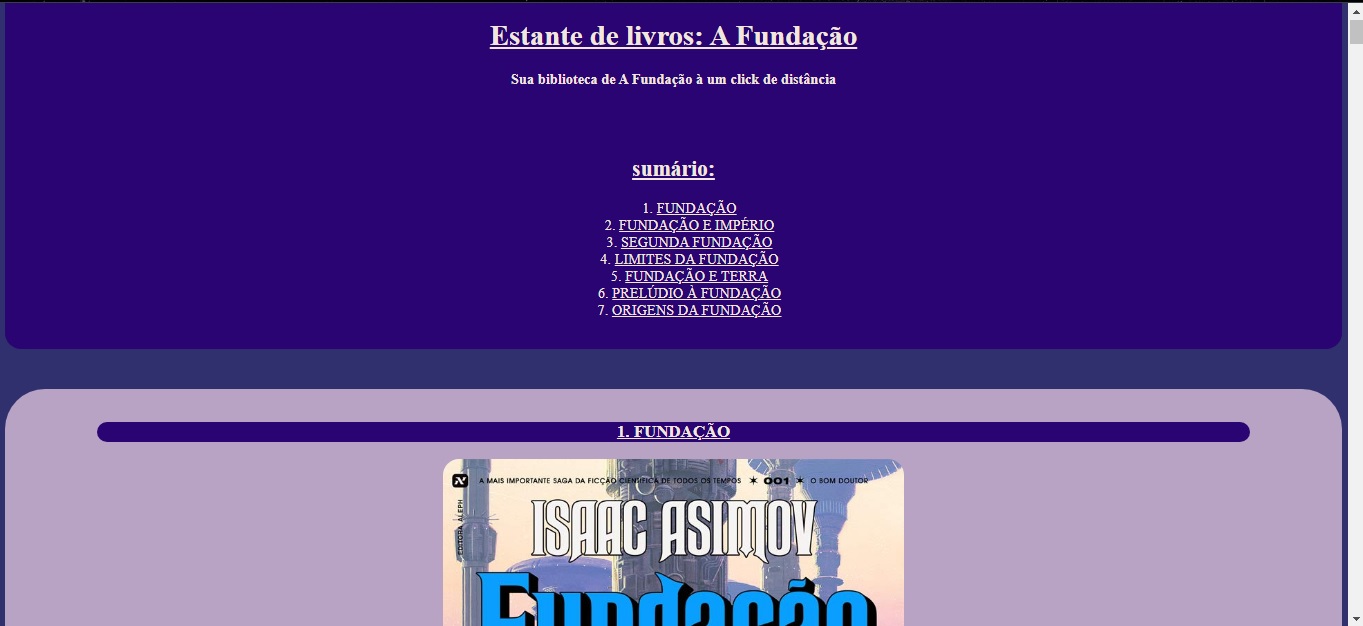 Estante de livros: A Fundação
Sua biblioteca de A Fundação à um click de distância
sumário:
1. FUNDAÇÃO
2. FUNDAÇÃO E IMPÉRIO
3. SEGUNDA FUNDAÇÃO
4. LIMITES DA FUNDAÇÃO
5. FUNDAÇÃO E TERRA
6. PRELÚDIO À FUNDAÇÃO
7. ORIGENS DA FUNDAÇÃO
1. FUNDAÇÃO
A MAIS IMPORTANTE SAGA DA FICÇÃO CIENTÍFICA DE TODOS OS TEMPOS ✶ 001 ✶ O BOM DOUTOR
EDITORA ALEPH
ISAAC ASIMOV
Fundação